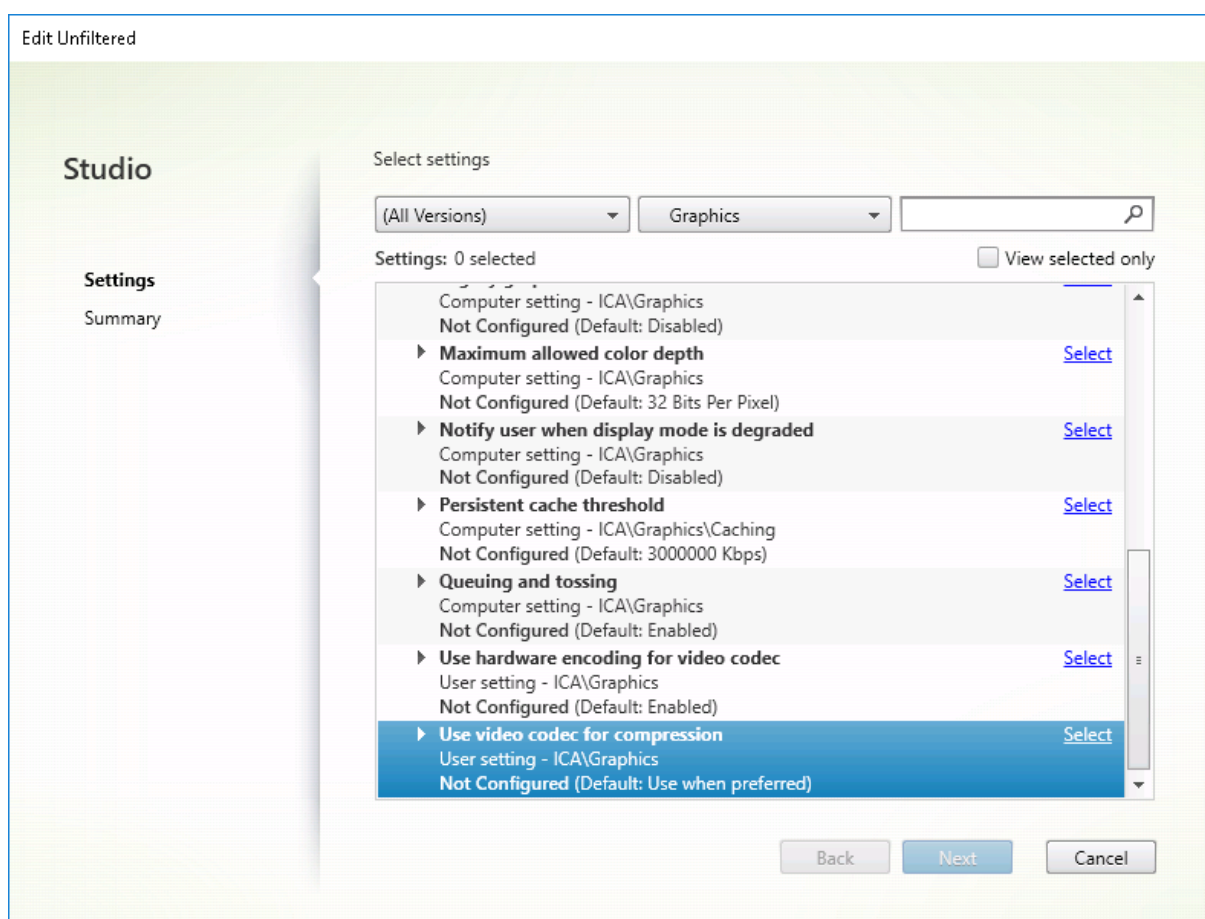 Edit Unfiltered
Studio
Settings
Summary
Select settings
(All Versions)
Graphics
Settings: 0 selected
View selected only
Computer setting - ICA\Graphics
Not Configured (Default: Disabled)
Maximum allowed color depth Select
Computer setting - ICA\Graphics
Not Configured (Default: 32 Bits Per Pixel)
Notify user when display mode is degraded Select
Computer setting - ICA\Graphics
Not Configured (Default: Disabled)
Persistent cache threshold Select
Computer setting - ICA\Graphics\Caching
Not Configured (Default: 3000000 Kbps)
Queuing and tossing Select
Computer setting - ICA\Graphics
Not Configured (Default: Enabled)
Use hardware encoding for video codec Select
User setting - ICA\Graphics
Not Configured (Default: Enabled)
Use video codec for compression Select
User setting - ICA\Graphics
Not Configured (Default: Use when preferred)
Back Next Cancel